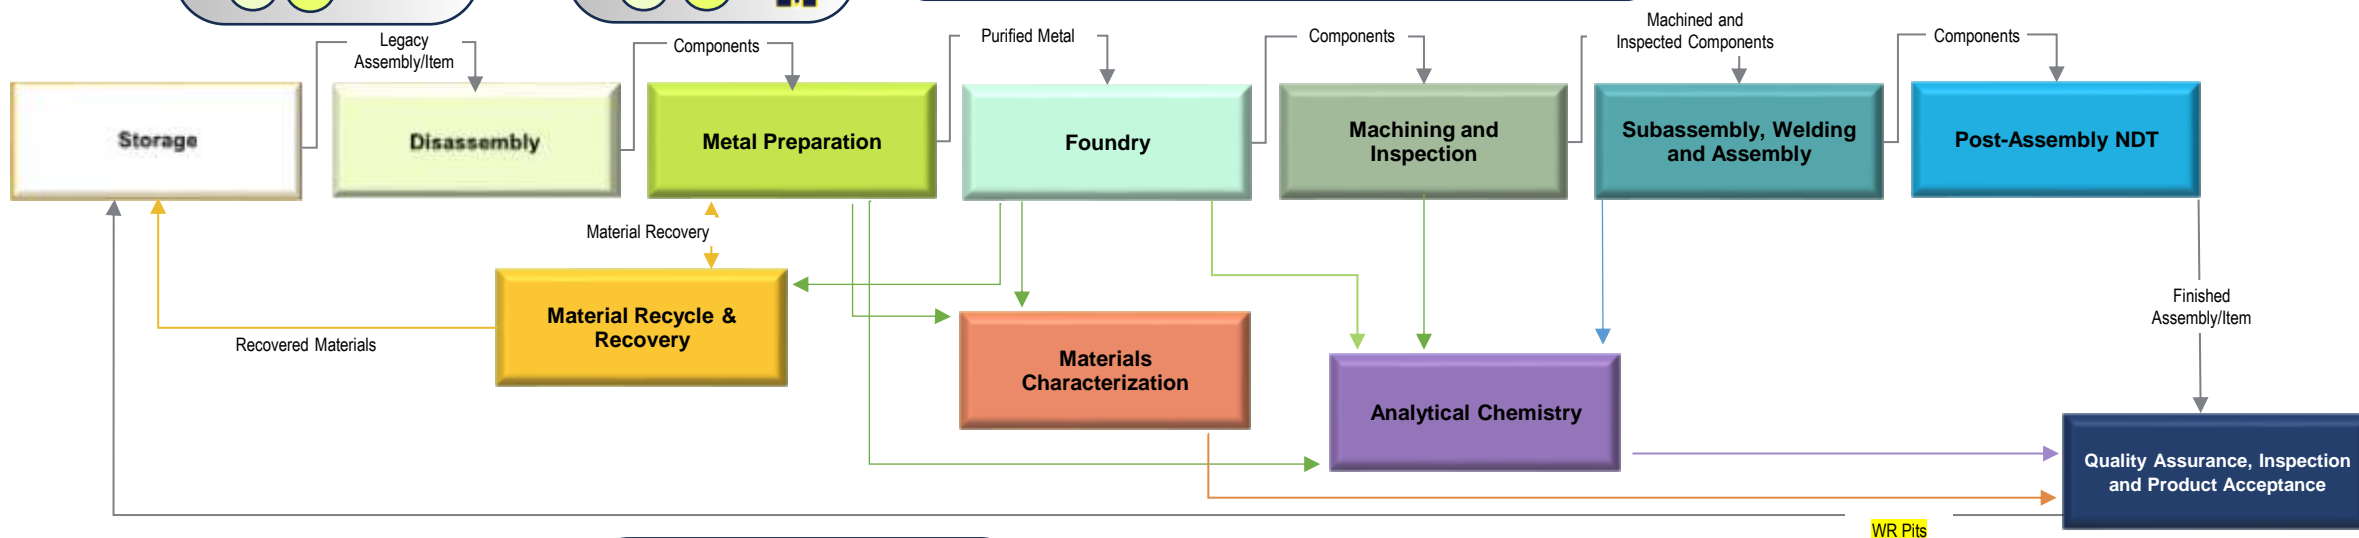 Legacy
Assembly/Item
Components
Purified Metal
Components
Machined and
Inspected Components
Components
Storage
Disassembly
Metal Preparation
Foundry
Machining and
Inspection
Subassembly, Welding
and Assembly
Post-Assembly NDT
Material Recovery
Material Recycle &
Recovery
Recovered Materials
Materials
Characterization
Analytical Chemistry
Finished
Assembly/Item
Quality Assurance, Inspection
and Product Acceptance
WR Pits